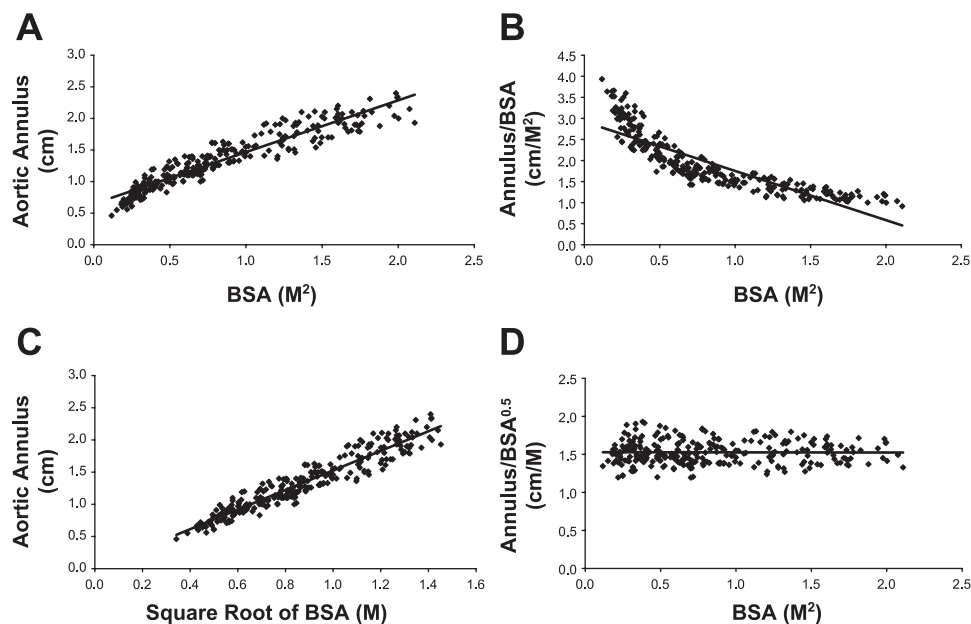 A
Aortic Annulus
(cm)
3.0
2.5
2.0
1.5
1.0
0.5
0.0
0.0 0.5 1.0 1.5 2.0 2.5
BSA (M²)
B
Annulus/BSA
(cm/M²)
4.5
4.0
3.5
3.0
2.5
2.0
1.5
1.0
0.5
0.0
0.0 0.5 1.0 1.5 2.0 2.5
BSA (M²)
C
Aortic Annulus
(cm)
3.0
2.5
2.0
1.5
1.0
0.5
0.0
0.0 0.2 0.4 0.6 0.8 1.0 1.2 1.4 1.6
Square Root of BSA (M)
D
Annulus/BSA⁰·⁵
(cm/M)
2.5
2.0
1.5
1.0
0.5
0.0
0.0 0.5 1.0 1.5 2.0 2.5
BSA (M²)